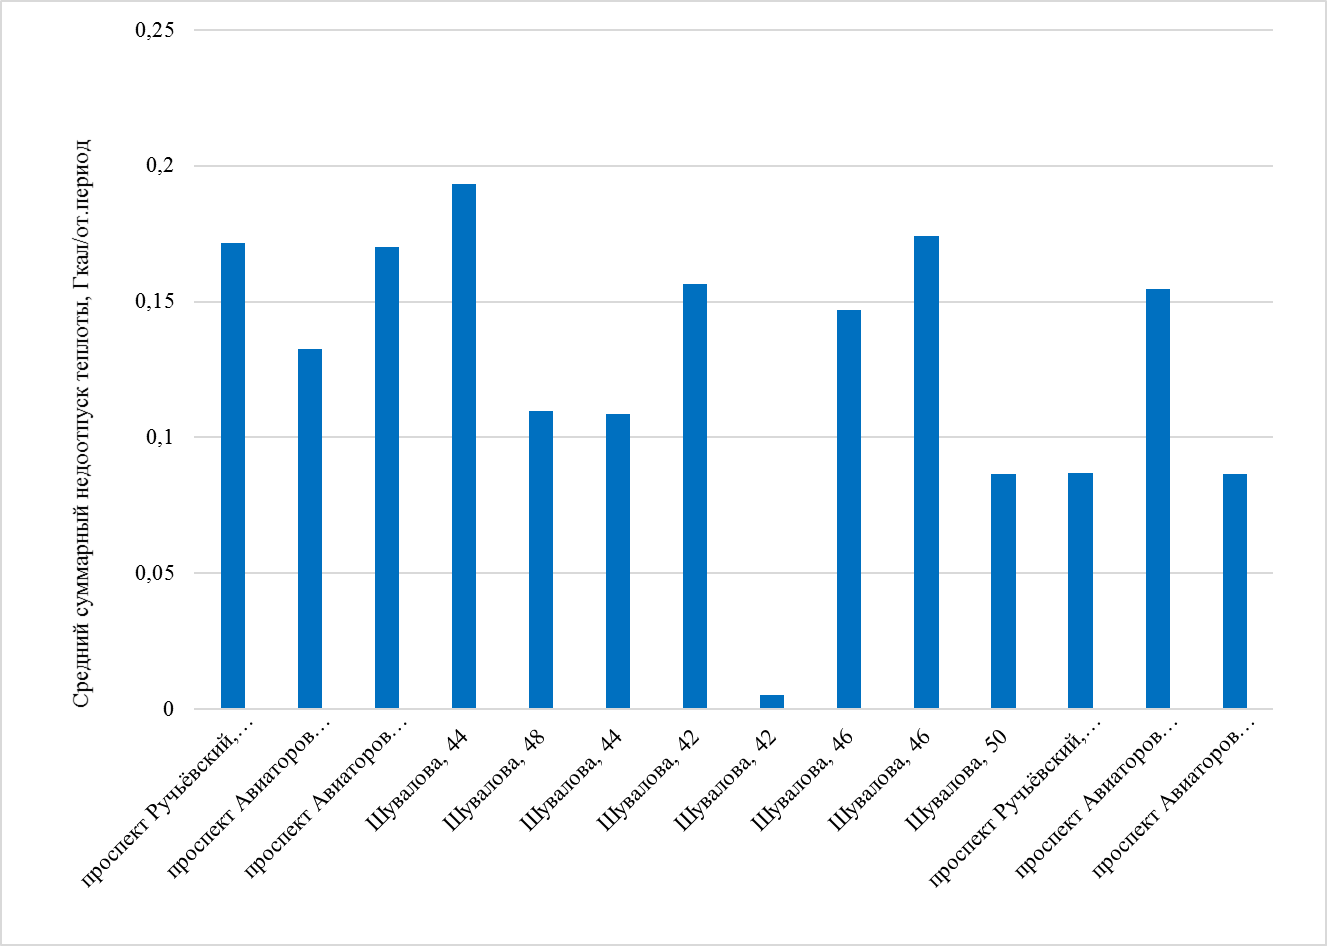 0,25
0,2
0,15
0,1
0,05
0
Средний суммарный недоотпуск теплоты, Гкал/от.период
проспект Ручьёвский,…
проспект Авиаторов…
проспект Авиаторов…
Шувалова, 44
Шувалова, 48
Шувалова, 44
Шувалова, 42
Шувалова, 42
Шувалова, 46
Шувалова, 46
Шувалова, 50
проспект Ручьёвский,…
проспект Авиаторов…
проспект Авиаторов…